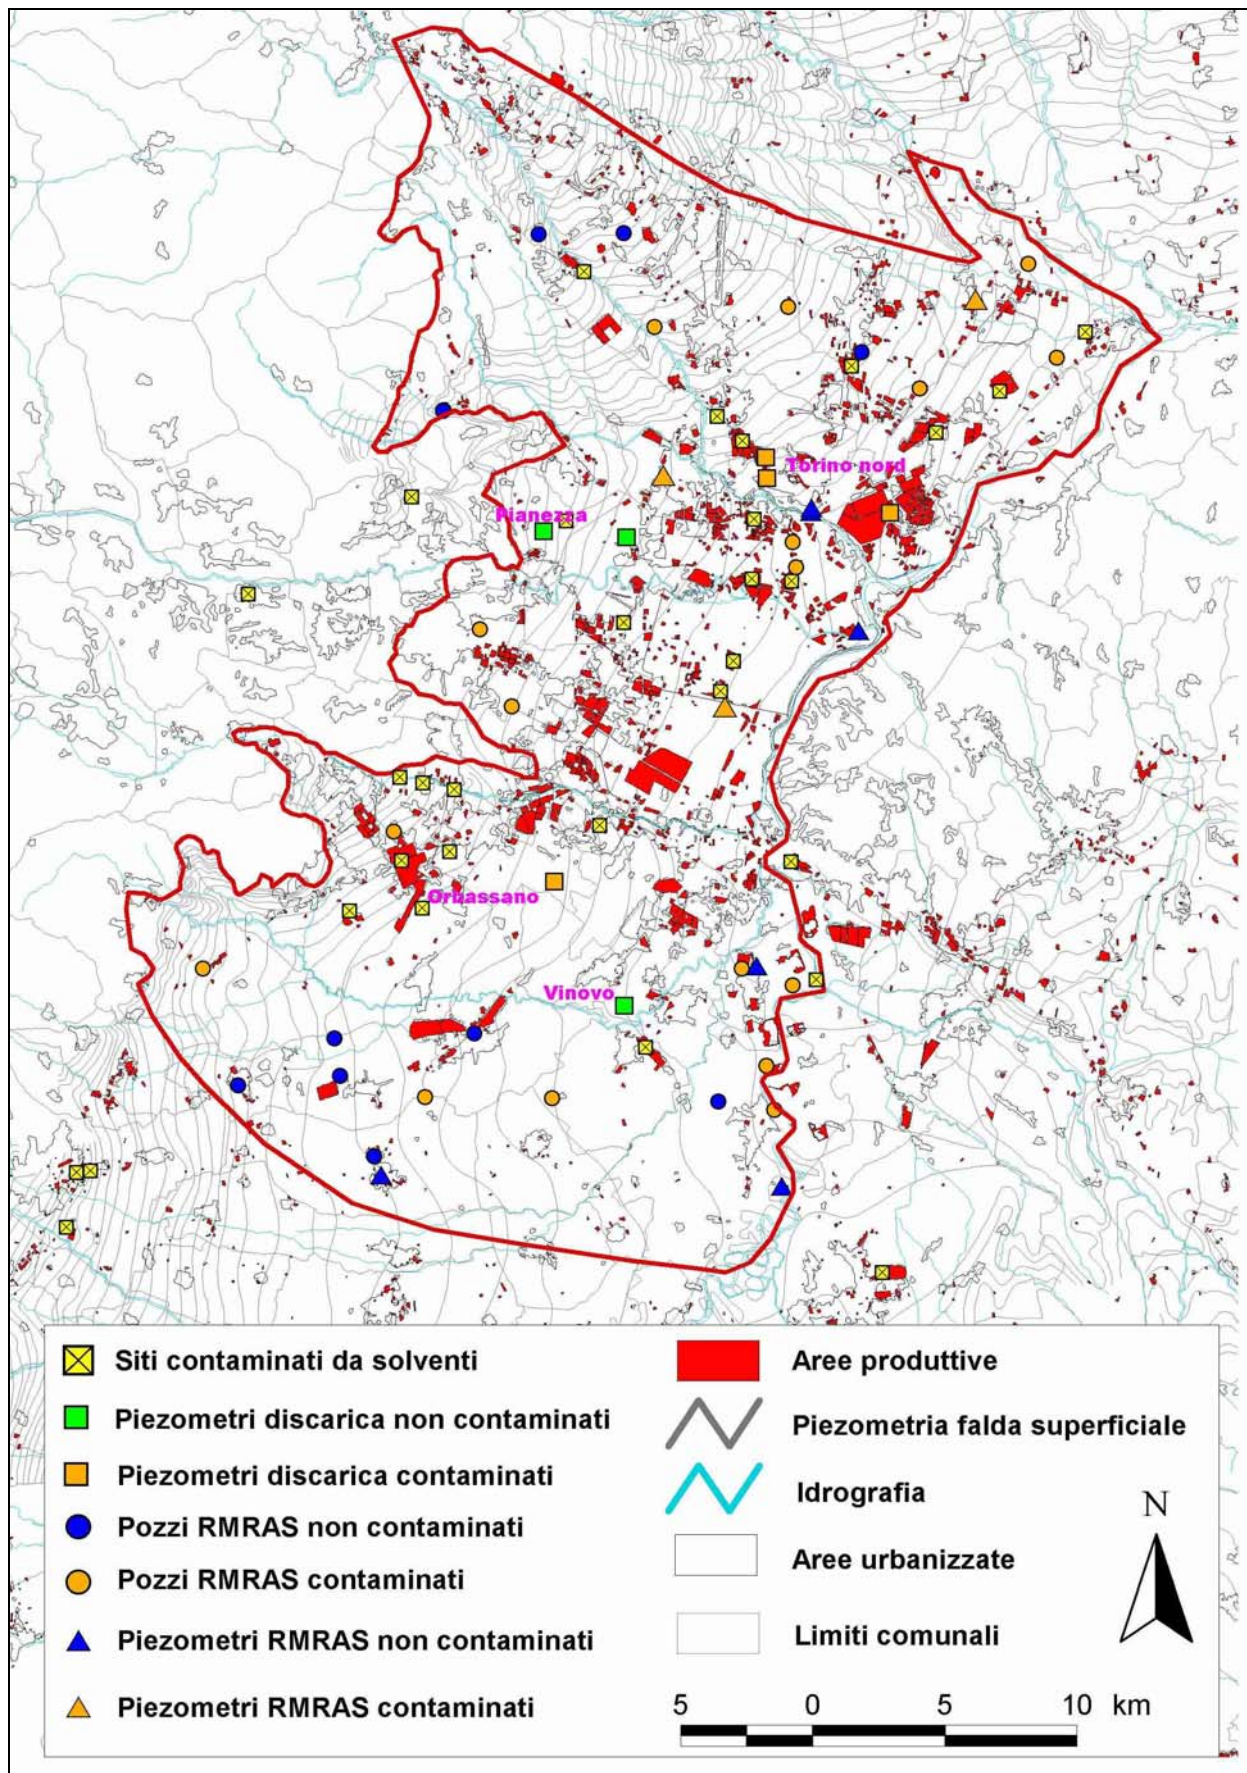 Torino nord
Pianezza
Orbassano
Vinovo
Siti contaminati da solventi
Piezometri discarica non contaminati
Piezometri discarica contaminati
Pozzi RMRAS non contaminati
Pozzi RMRAS contaminati
Piezometri RMRAS non contaminati
Piezometri RMRAS contaminati
Aree produttive
Piezometria falda superficiale
Idrografia
Aree urbanizzate
Limiti comunali
N
5 0 5 10 km